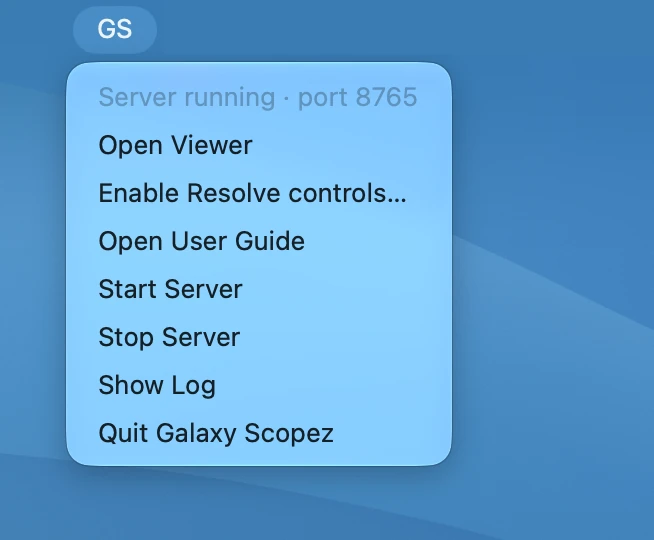 GS
Server running · port 8765
Open Viewer
Enable Resolve controls...
Open User Guide
Start Server
Stop Server
Show Log
Quit Galaxy Scopez